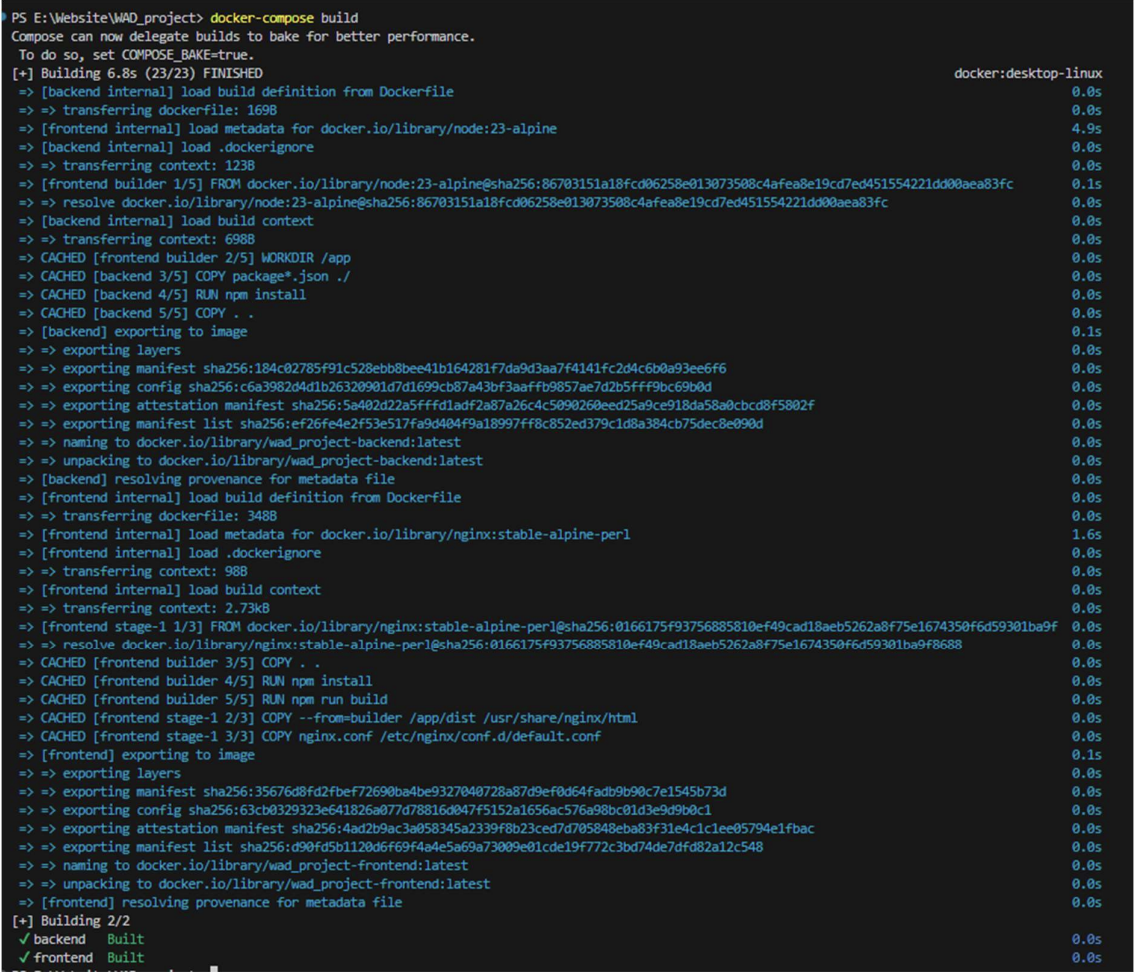 PS E:\Website\WAD_project> docker-compose build
Compose can now delegate builds to bake for better performance.
To do so, set COMPOSE_BAKE=true.
[+] Building 6.8s (23/23) FINISHED docker:desktop-linux
=> [backend internal] load build definition from Dockerfile 0.0s
=> => transferring dockerfile: 169B 0.0s
=> [frontend internal] load metadata for docker.io/library/node:23-alpine 4.9s
=> [backend internal] load .dockerignore 0.0s
=> => transferring context: 123B 0.0s
=> [frontend builder 1/5] FROM docker.io/library/node:23-alpine@sha256:86703151a18fcd06258e013073508c4afea8e19cd7ed451554221dd00aea83fc 0.1s
=> => resolve docker.io/library/node:23-alpine@sha256:86703151a18fcd06258e013073508c4afea8e19cd7ed451554221dd00aea83fc 0.0s
=> [backend internal] load build context 0.0s
=> => transferring context: 698B 0.0s
=> CACHED [frontend builder 2/5] WORKDIR /app 0.0s
=> CACHED [backend 3/5] COPY package*.json ./ 0.0s
=> CACHED [backend 4/5] RUN npm install 0.0s
=> CACHED [backend 5/5] COPY . . 0.0s
=> [backend] exporting to image 0.1s
=> => exporting layers 0.0s
=> => exporting manifest sha256:184c02785f91c528ebb8bee41b164281f7da9d3aa7f4141fc2d4c6b0a93ee6f6 0.0s
=> => exporting config sha256:c6a3982d4d1b26320901d7d1699cb87a43bf3aaffb9857ae7d2b5fff9bc69b0d 0.0s
=> => exporting attestation manifest sha256:5a402d22a5fffd1adf2a87a26c4c5090260eed25a9ce918da58a0cbcd8f5802f 0.0s
=> => exporting manifest list sha256:ef26fe4e2f53e517fa9d404f9a18997ff8c852ed379c1d8a384cb75dec8e090d 0.0s
=> => naming to docker.io/library/wad_project-backend:latest 0.0s
=> => unpacking to docker.io/library/wad_project-backend:latest 0.0s
=> [backend] resolving provenance for metadata file 0.0s
=> [frontend internal] load build definition from Dockerfile 0.0s
=> => transferring dockerfile: 348B 0.0s
=> [frontend internal] load metadata for docker.io/library/nginx:stable-alpine-perl 1.6s
=> [frontend internal] load .dockerignore 0.0s
=> => transferring context: 98B 0.0s
=> [frontend internal] load build context 0.0s
=> => transferring context: 2.73kB 0.0s
=> [frontend stage-1 1/3] FROM docker.io/library/nginx:stable-alpine-perl@sha256:0166175f93756885810ef49cad18aeb5262a8f75e1674350f6d59301ba9f 0.0s
=> => resolve docker.io/library/nginx:stable-alpine-perl@sha256:0166175f93756885810ef49cad18aeb5262a8f75e1674350f6d59301ba9f8688 0.0s
=> CACHED [frontend builder 3/5] COPY . . 0.0s
=> CACHED [frontend builder 4/5] RUN npm install 0.0s
=> CACHED [frontend builder 5/5] RUN npm run build 0.0s
=> CACHED [frontend stage-1 2/3] COPY --from=builder /app/dist /usr/share/nginx/html 0.0s
=> CACHED [frontend stage-1 3/3] COPY nginx.conf /etc/nginx/conf.d/default.conf 0.0s
=> [frontend] exporting to image 0.1s
=> => exporting layers 0.0s
=> => exporting manifest sha256:35676d8fd2fbef72690ba4be9327040728a87d9ef0d64fadb9b90c7e1545b73d 0.0s
=> => exporting config sha256:63cb0329323e641826a077d78816d047f5152a1656ac576a98bc01d3e9d9b0c1 0.0s
=> => exporting attestation manifest sha256:4ad2b9ac3a058345a2339f8b23ced7d705848eba83f31e4c1c1ee05794e1fbac 0.0s
=> => exporting manifest list sha256:d90fd5b1120d6f69f4a4e5a69a73009e01cde19f772c3bd74de7dfd82a12c548 0.0s
=> => naming to docker.io/library/wad_project-frontend:latest 0.0s
=> => unpacking to docker.io/library/wad_project-frontend:latest 0.0s
=> [frontend] resolving provenance for metadata file 0.0s
[+] Building 2/2
✓ backend Built 0.0s
✓ frontend Built 0.0s